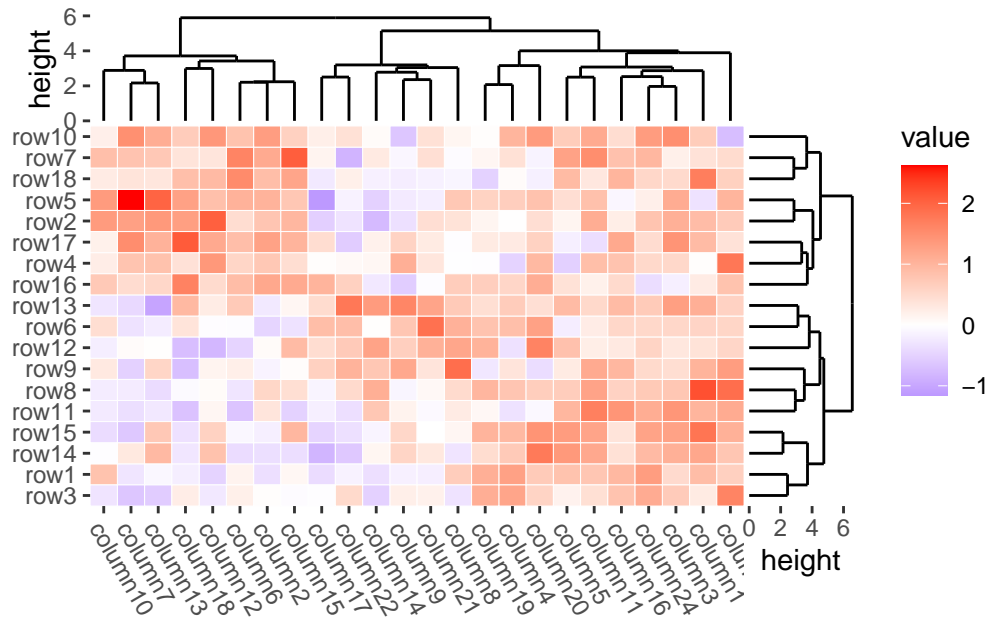 height
6
4
2
0
row10
row7
row18
row5
row2
row17
row4
row16
row13
row6
row12
row9
row8
row11
row15
row14
row1
row3
column10
column7
column13
column18
column12
column6
column2
column15
column17
column22
column14
column9
column21
column8
column19
column4
column20
column5
column11
column16
column24
column3
column1
0 2 4 6
height
value
2
1
0
−1